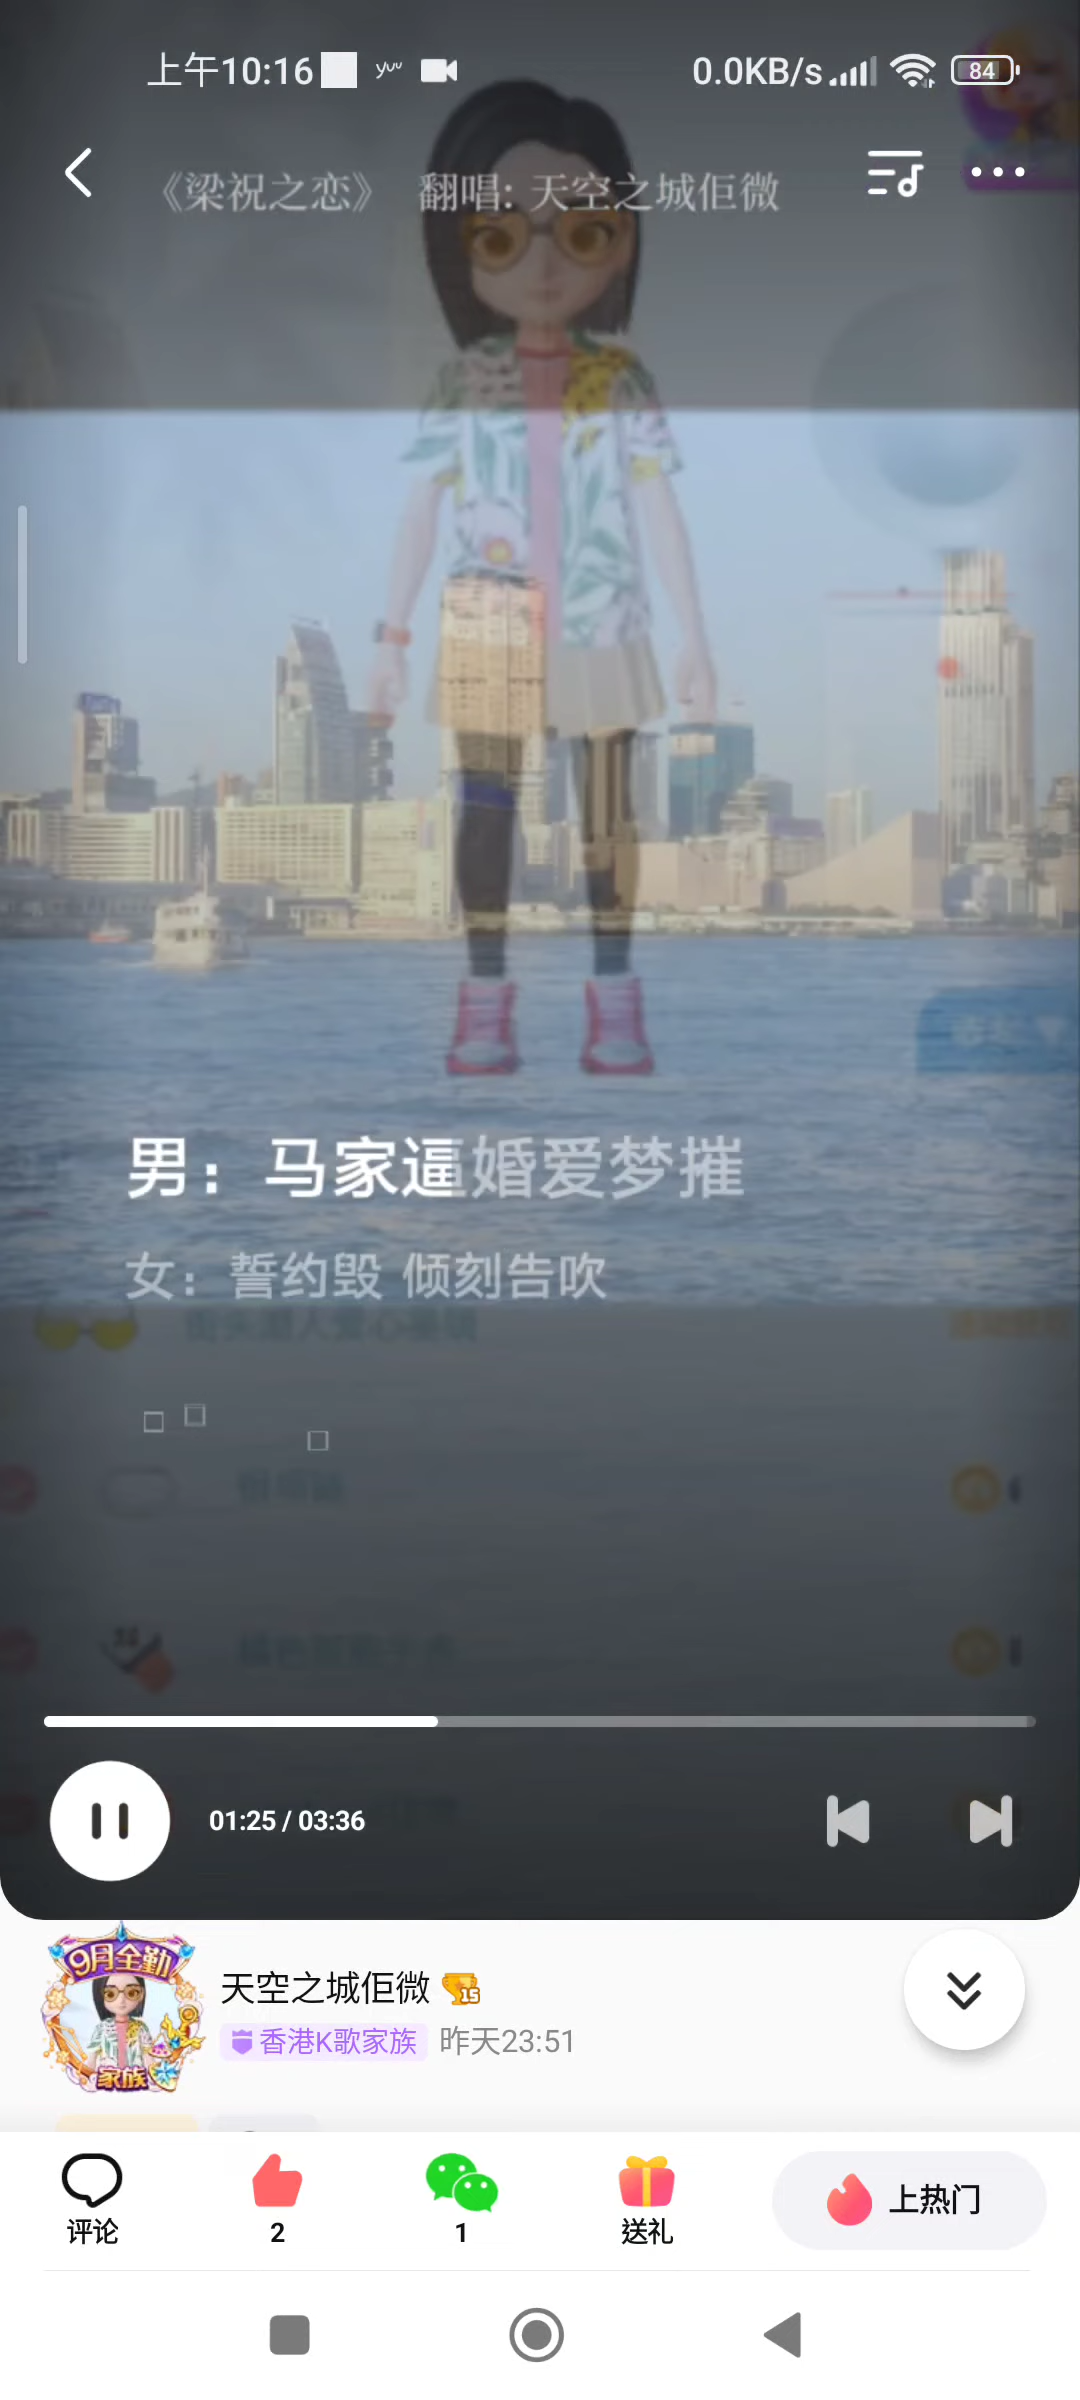 上午10:16
0.0KB/s
84
《梁祝之恋》 翻唱: 天空之城佢微
男：马家逼婚爱梦摧
女：誓约毁 倾刻告吹
01:25 / 03:36
9月全勤
家族
天空之城佢微
15
香港K歌家族 昨天23:51
评论
2
1
送礼
上热门